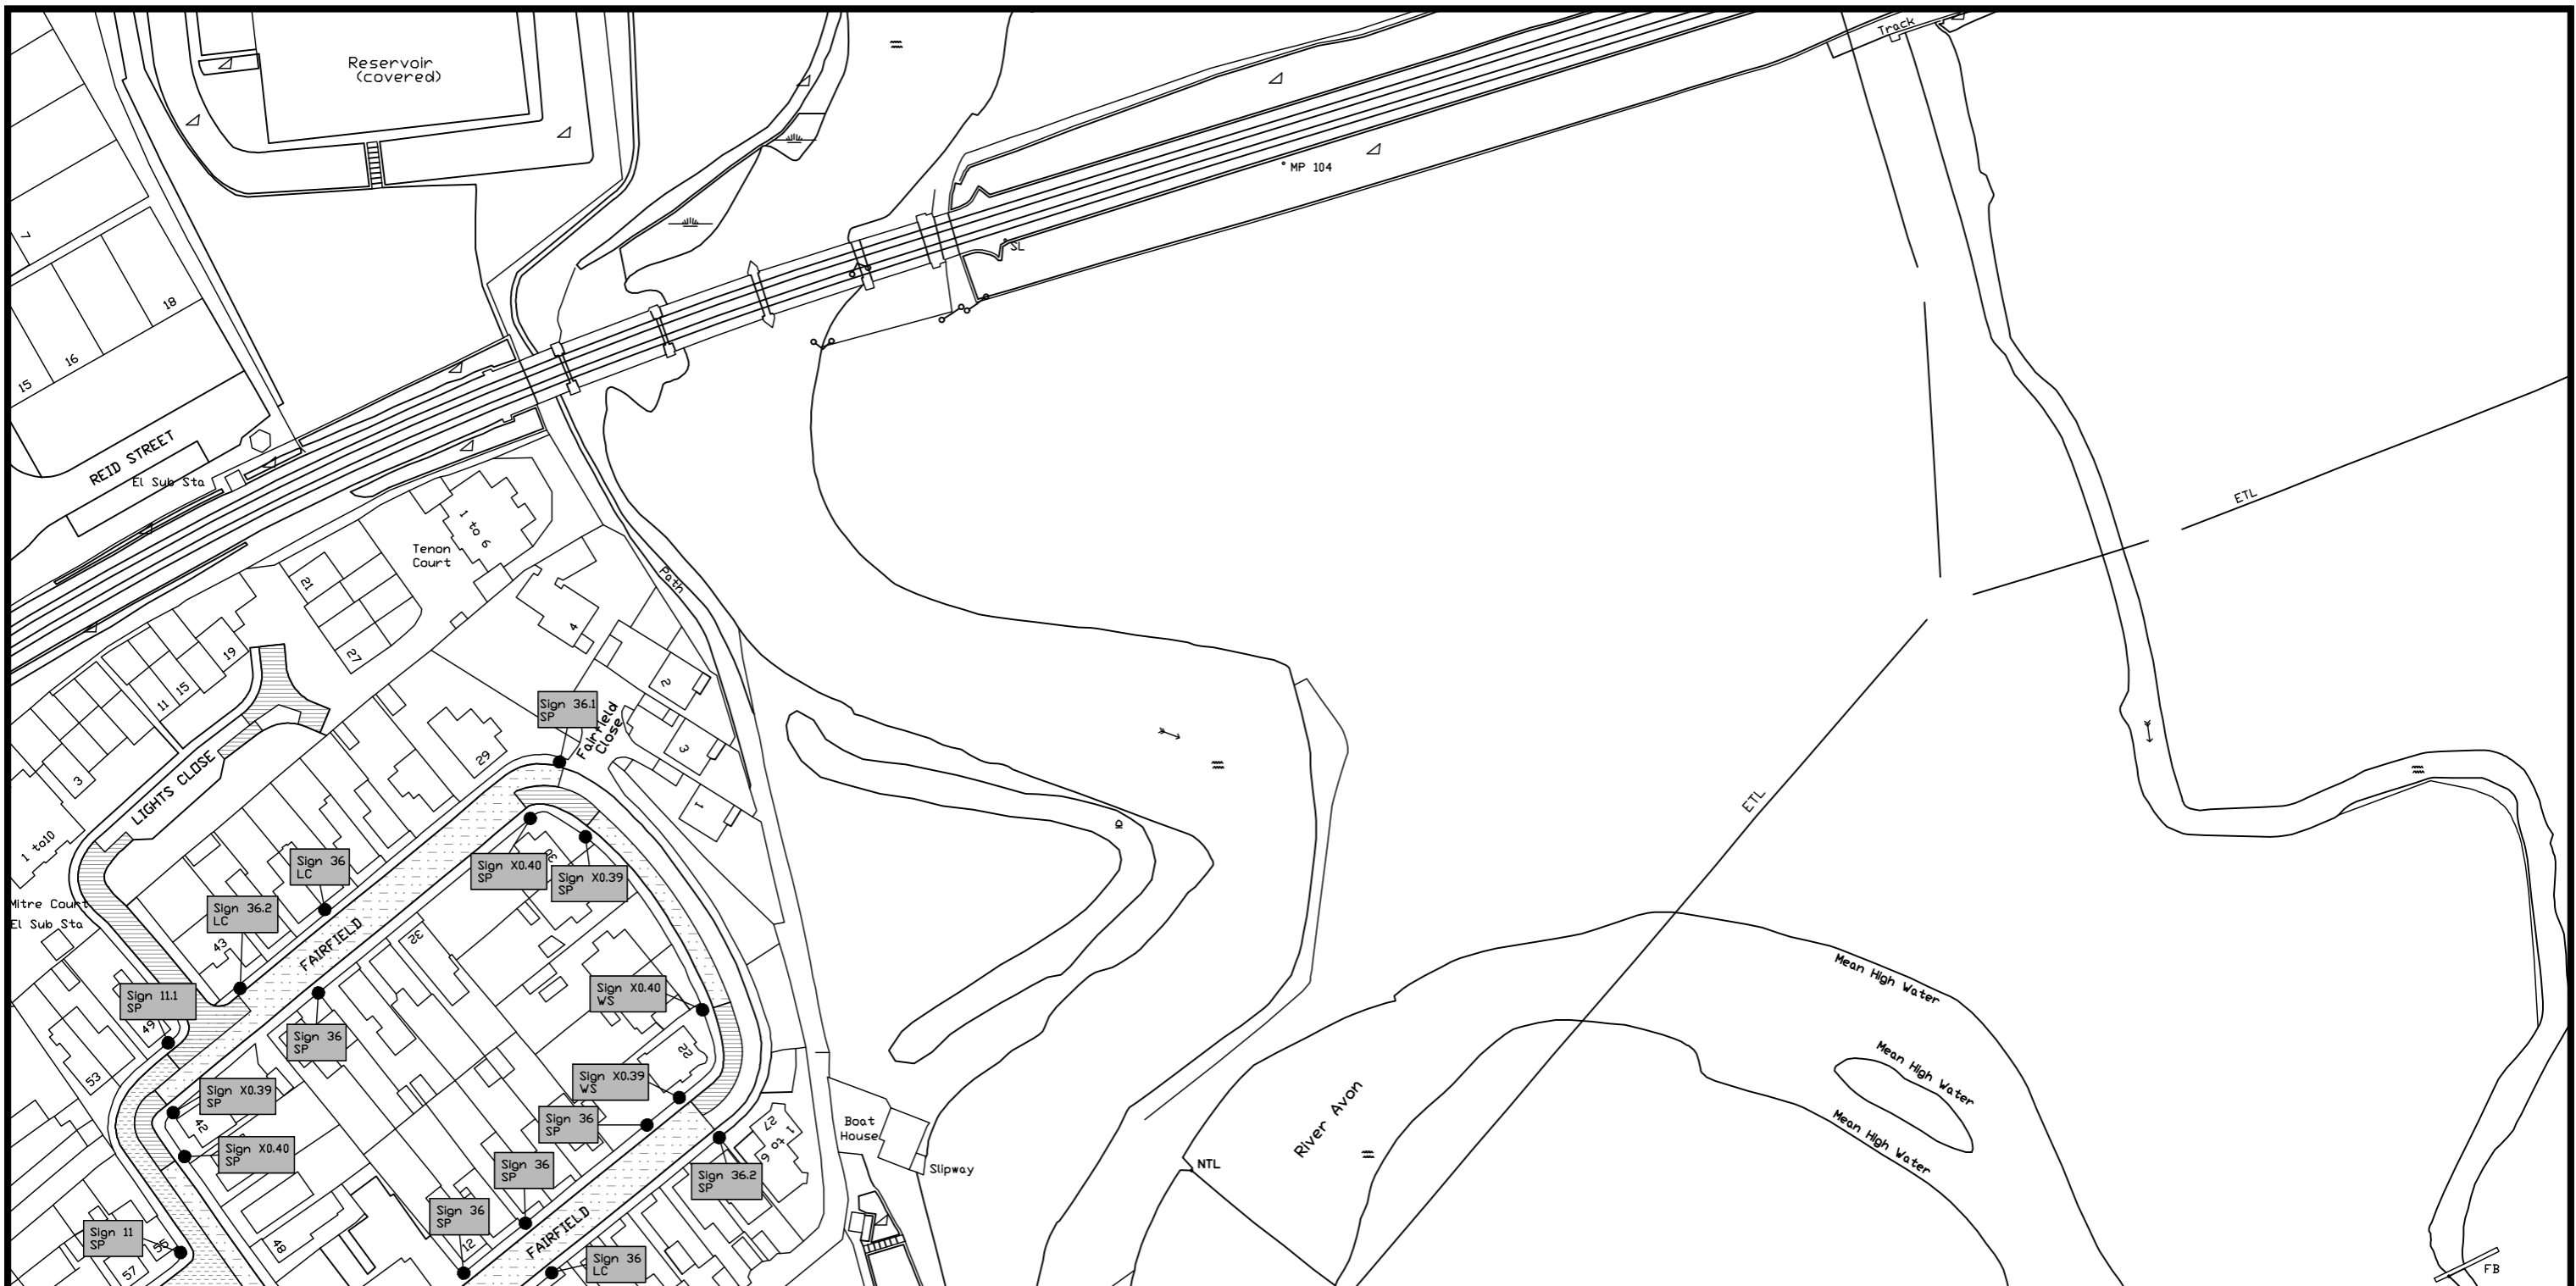 Reservoir
(covered)
Track
MP 104
7
SL
18
16
15
REID STREET
El Sub Sta
ETL
1 to 6
Tenon
Court
Path
21
4
27
19
15
11
2
Sign 36.1
SP
Fairfield
Close
3
29
3
1
LIGHTS CLOSE
ETL
1 to10
Sign 36
LC
Sign X0.40
SP
30
Sign X0.39
SP
Mitre Court
El Sub Sta
Sign 36.2
LC
43
FAIRFIELD
32
Mean High Water
Sign 11.1
SP
49
Sign X0.40
WS
Sign 36
SP
22
53
Mean High Water
Sign X0.39
SP
42
Sign X0.39
WS
Sign 36
SP
Boat
House
River Avon
27
1 to 6
Mean High Water
Sign X0.40
SP
Sign 36
SP
Sign 36.2
SP
Slipway
NTL
Sign 11
SP
55
57
48
Sign 36
SP
12
FAIRFIELD
Sign 36
LC
FB